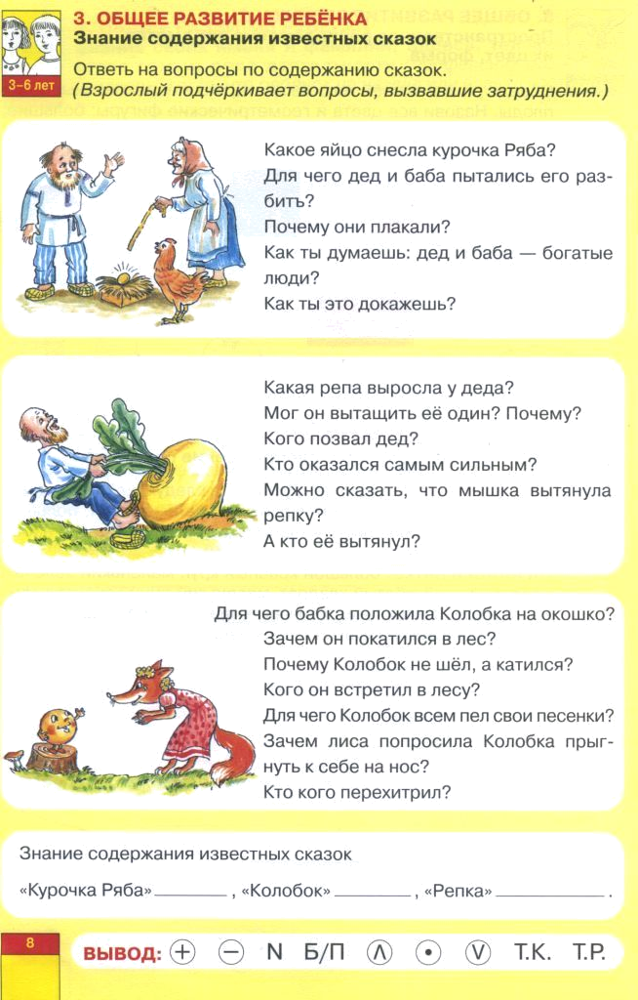 3. ОБЩЕЕ РАЗВИТИЕ РЕБЁНКА
Знание содержания известных сказок
Ответь на вопросы по содержанию сказок.
(Взрослый подчёркивает вопросы, вызвавшие затруднения.)
3–6 лет
Какое яйцо снесла курочка Ряба?
Для чего дед и баба пытались его раз-
бить?
Почему они плакали?
Как ты думаешь: дед и баба — богатые
люди?
Как ты это докажешь?
Какая репа выросла у деда?
Мог он вытащить её один? Почему?
Кого позвал дед?
Кто оказался самым сильным?
Можно сказать, что мышка вытянула
репку?
А кто её вытянул?
Для чего бабка положила Колобка на окошко?
Зачем он покатился в лес?
Почему Колобок не шёл, а катился?
Кого он встретил в лесу?
Для чего Колобок всем пел свои песенки?
Зачем лиса попросила Колобка прыг-
нуть к себе на нос?
Кто кого перехитрил?
Знание содержания известных сказок
«Курочка Ряба»________ , «Колобок»________ , «Репка»___________ .
8
ВЫВОД: (+) (−) N Б/П (Λ) (•) (V) Т.К. Т.Р.